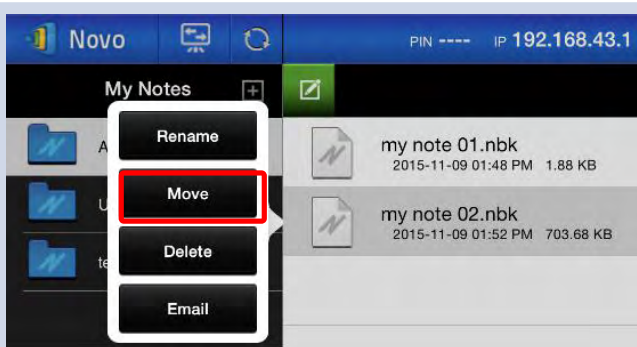 Novo
PIN ---- IP 192.168.43.1
My Notes
Rename
Move
Delete
Email
my note 01.nbk
2015-11-09 01:48 PM 1.88 KB
my note 02.nbk
2015-11-09 01:52 PM 703.68 KB